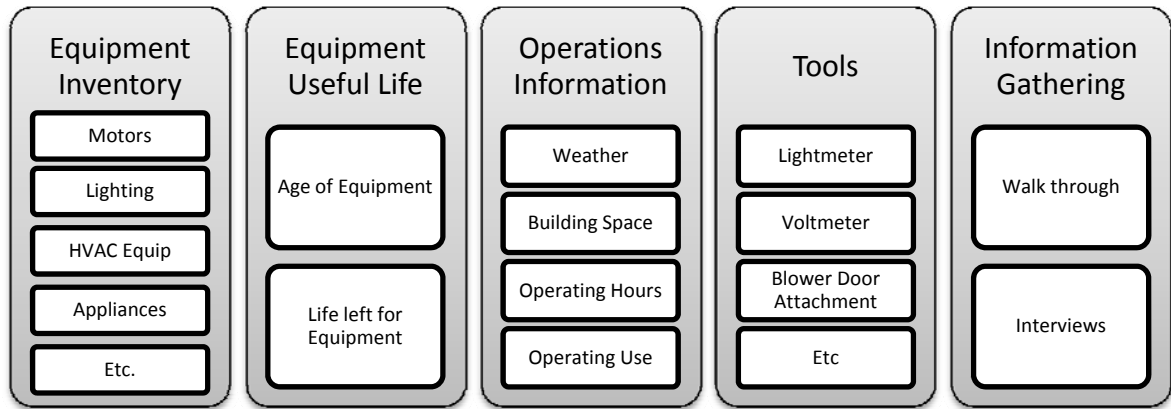 Equipment
Inventory
Motors
Lighting
HVAC Equip
Appliances
Etc.
Equipment
Useful Life
Age of Equipment
Life left for
Equipment
Operations
Information
Weather
Building Space
Operating Hours
Operating Use
Tools
Lightmeter
Voltmeter
Blower Door
Attachment
Etc
Information
Gathering
Walk through
Interviews